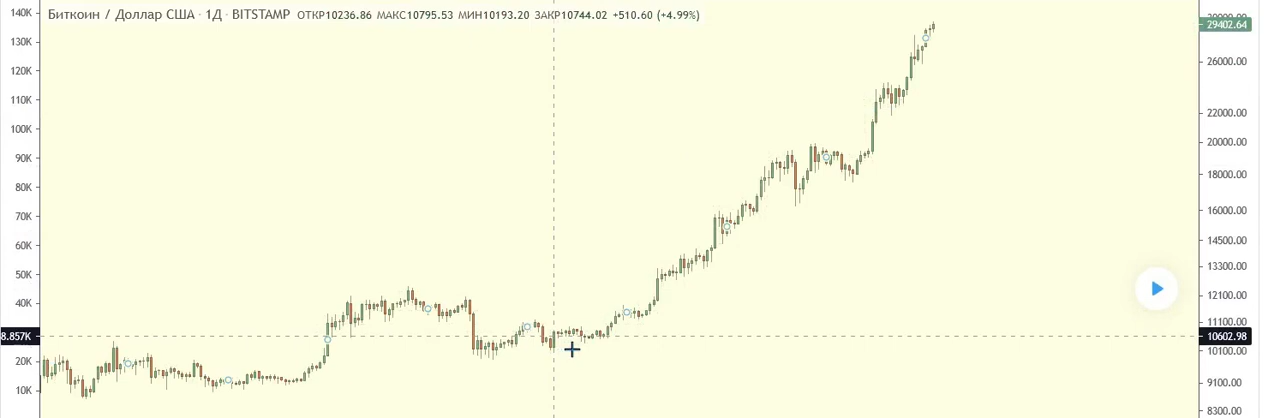 Биткоин / Доллар США · 1Д · BITSTAMP ОТКР10236.86 МАКС10795.53 МИН10193.20 ЗАКР10744.02 +510.60 (+4.99%)
140K
130K
120K
110K
100K
90K
80K
70K
60K
50K
40K
8.857K
20K
10K
29402.64
26000.00
22000.00
20000.00
18000.00
16000.00
14500.00
13300.00
12100.00
11100.00
10602.98
10100.00
9100.00
8300.00